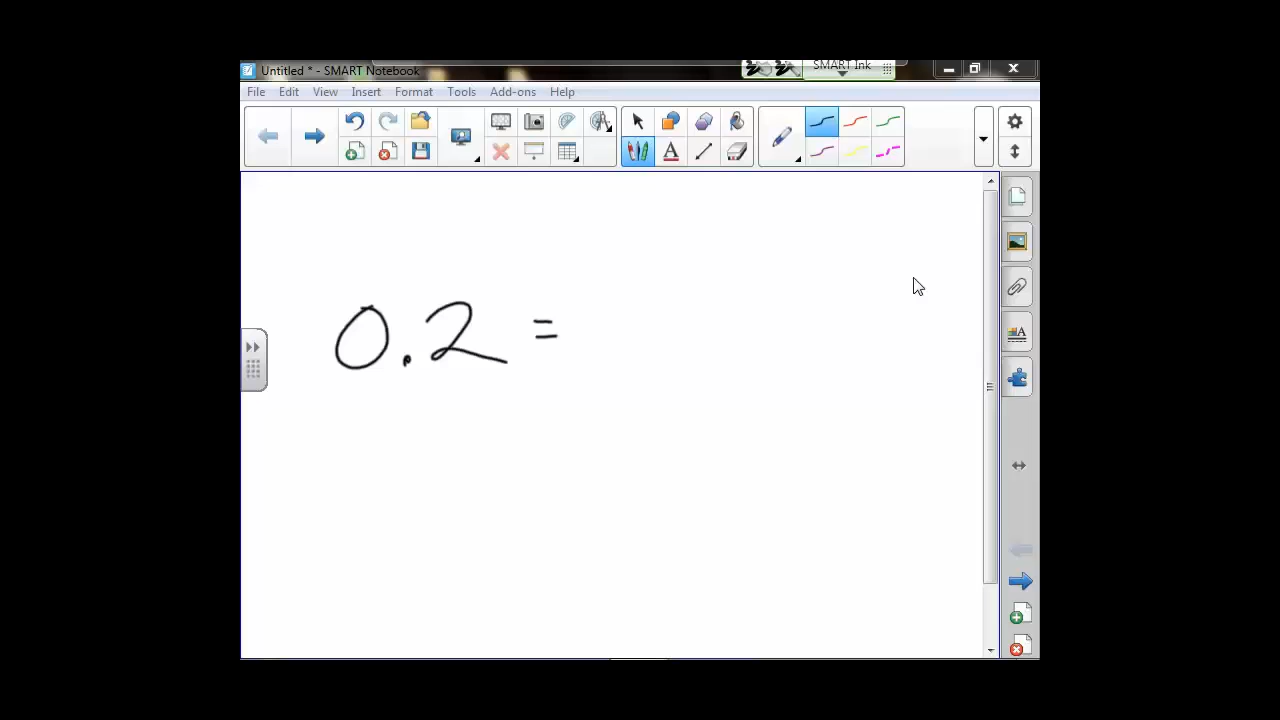 Untitled * - SMART Notebook
SMART Ink
File Edit View Insert Format Tools Add-ons Help
0.2 =